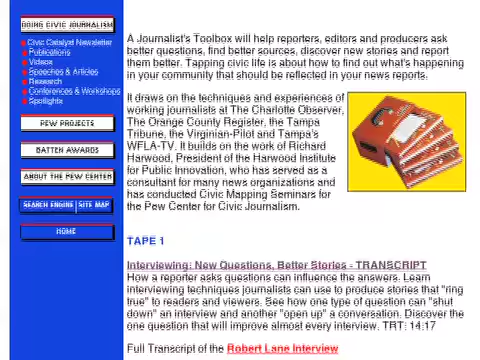 DOING CIVIC JOURNALISM
Civic Catalyst Newsletter
Publications
Videos
Speeches & Articles
Research
Conferences & Workshops
Spotlights
PEW PROJECTS
BATTEN AWARDS
ABOUT THE PEW CENTER
SEARCH ENGINE | SITE MAP
HOME
A Journalist's Toolbox will help reporters, editors and producers ask
better questions, find better sources, discover new stories and report
them better. Tapping civic life is about how to find out what's happening
in your community that should be reflected in your news reports.
It draws on the techniques and experiences of
working journalists at The Charlotte Observer,
The Orange County Register, the Tampa
Tribune, the Virginian-Pilot and Tampa's
WFLA-TV. It builds on the work of Richard
Harwood, President of the Harwood Institute
for Public Innovation, who has served as a
consultant for many news organizations and
has conducted Civic Mapping Seminars for
the Pew Center for Civic Journalism.
TAPE 1
Interviewing: New Questions, Better Stories - TRANSCRIPT
How a reporter asks questions can influence the answers. Learn
interviewing techniques journalists can use to produce stories that "ring
true" to readers and viewers. See how one type of question can "shut
down" an interview and another "open up" a conversation. Discover the
one question that will improve almost every interview. TRT: 14:17
Full Transcript of the Robert Lane Interview